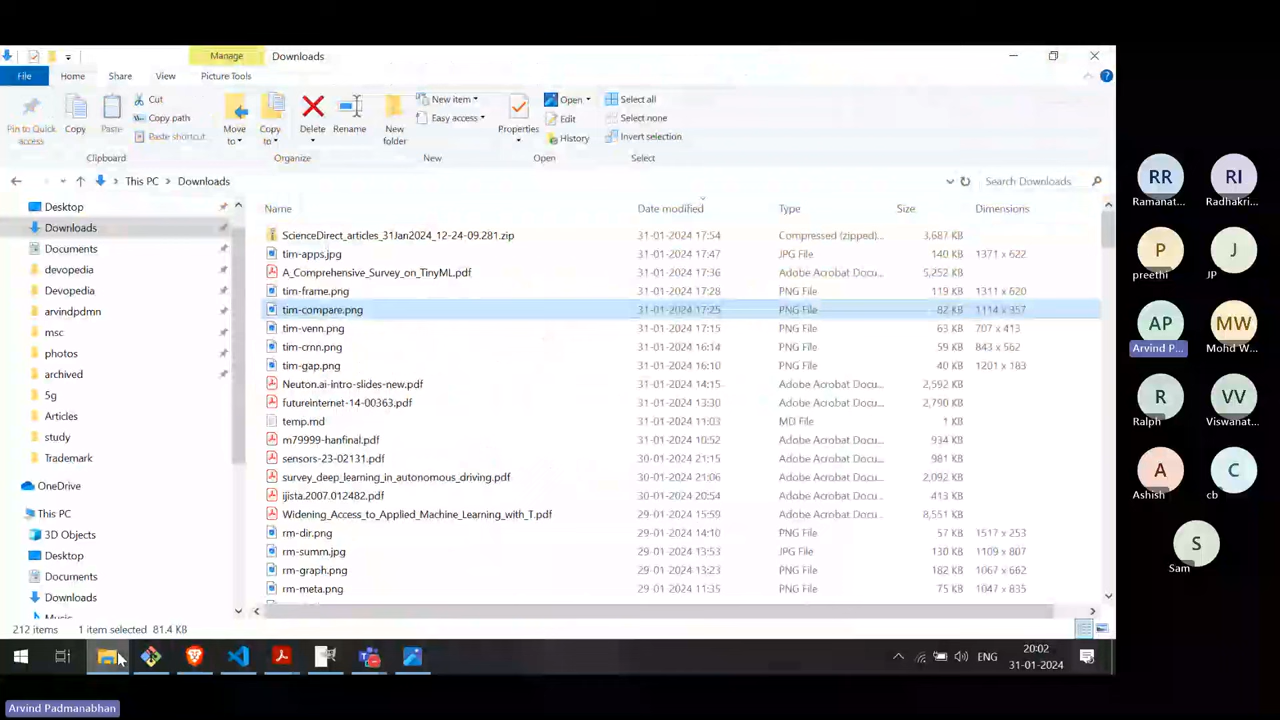 Manage
Downloads
File
Home
Share
View
Picture Tools
Pin to Quick access
Copy
Paste
Cut
Copy path
Paste shortcut
Clipboard
Move to
Copy to
Delete
Rename
Organize
New folder
New item
Easy access
New
Properties
Open
Edit
History
Open
Select all
Select none
Invert selection
Select
This PC
Downloads
Search Downloads
Desktop
Downloads
Documents
devopedia
Devopedia
arvindpdmn
msc
photos
archived
5g
Articles
study
Trademark
OneDrive
This PC
3D Objects
Desktop
Documents
Downloads
Music
Name Date modified Type Size Dimensions
ScienceDirect_articles_31Jan2024_12-24-09.281.zip 31-01-2024 17:54 Compressed (zipped)... 3,687 KB
tim-apps.jpg 31-01-2024 17:47 JPG File 140 KB 1371 x 622
A_Comprehensive_Survey_on_TinyML.pdf 31-01-2024 17:36 Adobe Acrobat Docu... 5,252 KB
tim-frame.png 31-01-2024 17:28 PNG File 119 KB 1311 x 620
tim-compare.png 31-01-2024 17:25 PNG File 82 KB 1114 x 357
tim-venn.png 31-01-2024 17:15 PNG File 63 KB 707 x 413
tim-crnn.png 31-01-2024 16:14 PNG File 59 KB 843 x 562
tim-gap.png 31-01-2024 16:10 PNG File 40 KB 1201 x 183
Neuton.ai-intro-slides-new.pdf 31-01-2024 14:15 Adobe Acrobat Docu... 2,592 KB
futureinternet-14-00363.pdf 31-01-2024 13:30 Adobe Acrobat Docu... 2,790 KB
temp.md 31-01-2024 11:03 MD File 1 KB
m79999-hanfinal.pdf 31-01-2024 10:52 Adobe Acrobat Docu... 934 KB
sensors-23-02131.pdf 30-01-2024 21:15 Adobe Acrobat Docu... 981 KB
survey_deep_learning_in_autonomous_driving.pdf 30-01-2024 21:06 Adobe Acrobat Docu... 2,092 KB
ijista.2007.012482.pdf 30-01-2024 20:54 Adobe Acrobat Docu... 413 KB
Widening_Access_to_Applied_Machine_Learning_with_T.pdf 29-01-2024 15:59 Adobe Acrobat Docu... 8,551 KB
rm-dir.png 29-01-2024 14:10 PNG File 57 KB 1517 x 253
rm-summ.jpg 29-01-2024 13:53 JPG File 130 KB 1109 x 807
rm-graph.png 29-01-2024 13:23 PNG File 182 KB 1067 x 662
rm-meta.png 29-01-2024 11:35 PNG File 75 KB 1047 x 835
212 items 1 item selected 81.4 KB
ENG
20:02
31-01-2024
RR
Ramanat...
RI
Radhakri...
P
preethi
J
JP
AP
Arvind P...
MW
Mohd W...
R
Ralph
VV
Viswanat...
A
Ashish
C
cb
S
Sam
Arvind Padmanabhan